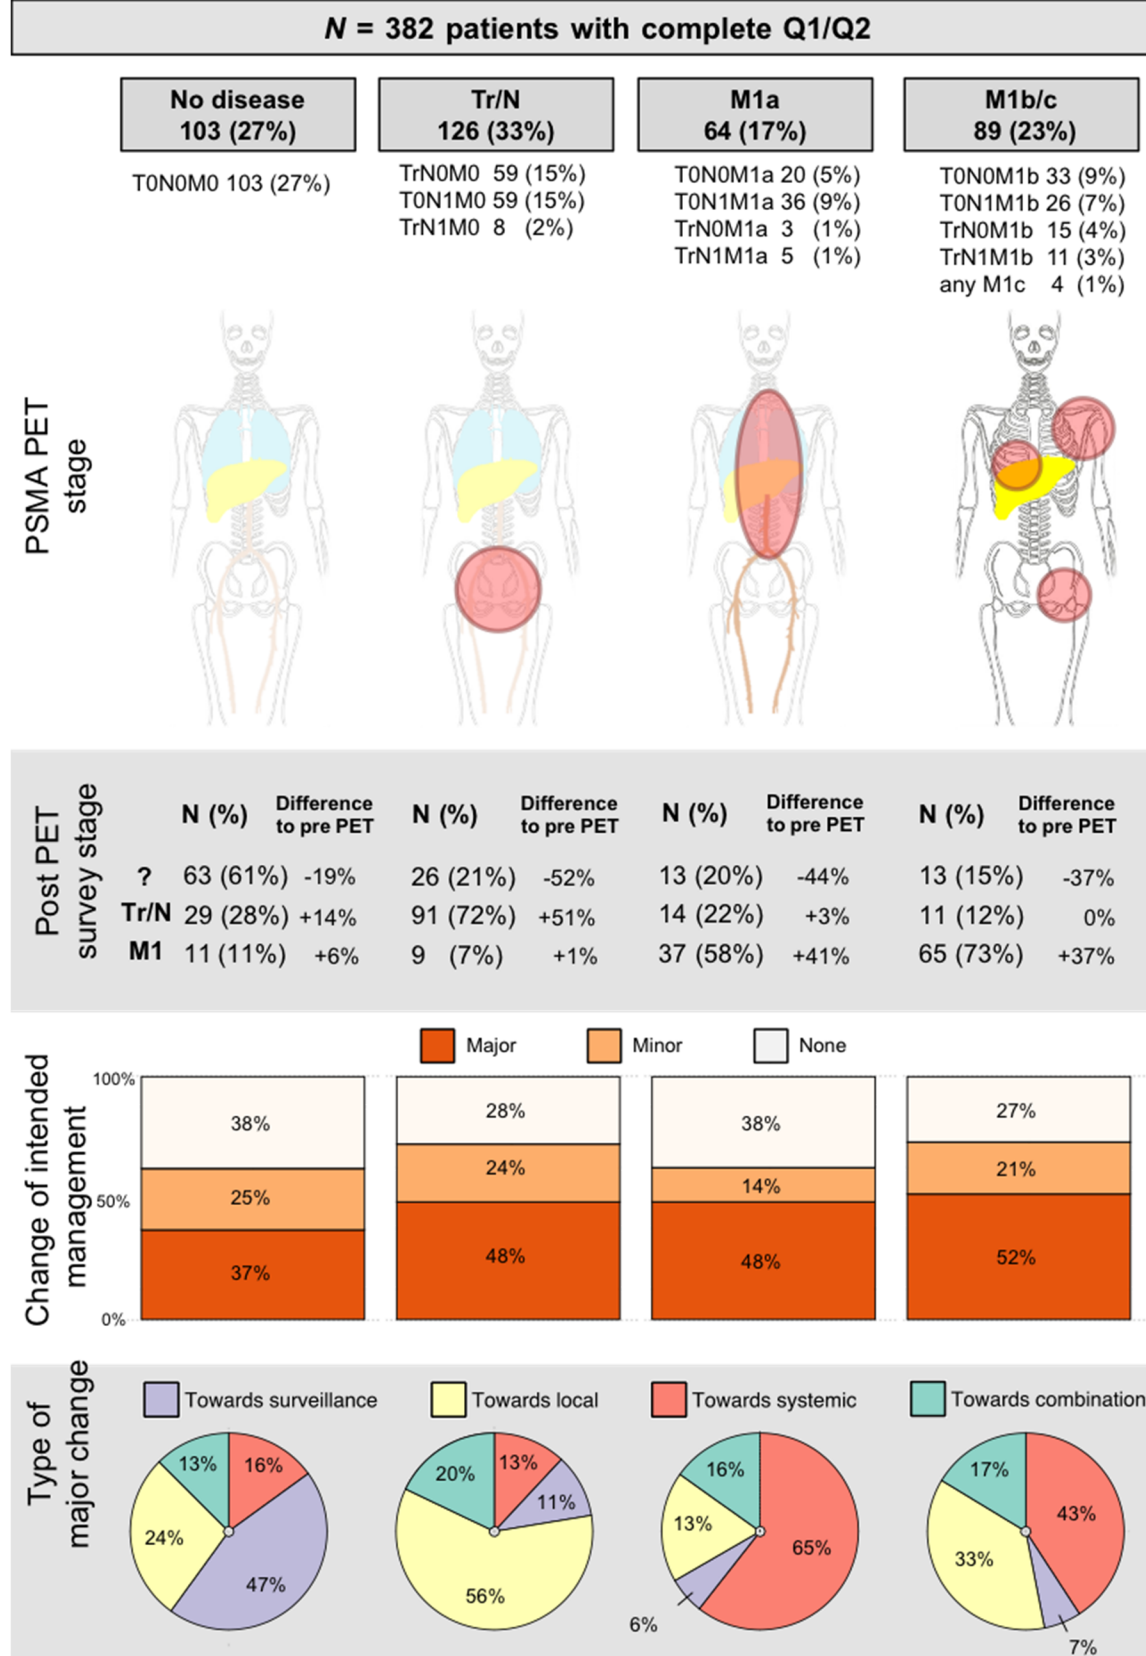 N = 382 patients with complete Q1/Q2
No disease
103 (27%)
Tr/N
126 (33%)
M1a
64 (17%)
M1b/c
89 (23%)
T0N0M0 103 (27%)
TrN0M0 59 (15%)
T0N1M0 59 (15%)
TrN1M0 8 (2%)
T0N0M1a 20 (5%)
T0N1M1a 36 (9%)
TrN0M1a 3 (1%)
TrN1M1a 5 (1%)
T0N0M1b 33 (9%)
T0N1M1b 26 (7%)
TrN0M1b 15 (4%)
TrN1M1b 11 (3%)
any M1c 4 (1%)
PSMA PET
stage
Post PET
survey stage
N (%) Difference to pre PET N (%) Difference to pre PET N (%) Difference to pre PET N (%) Difference to pre PET
? 63 (61%) -19% 26 (21%) -52% 13 (20%) -44% 13 (15%) -37%
Tr/N 29 (28%) +14% 91 (72%) +51% 14 (22%) +3% 11 (12%) 0%
M1 11 (11%) +6% 9 (7%) +1% 37 (58%) +41% 65 (73%) +37%
Change of intended
management
Major Minor None
100%
50%
0%
38%
25%
37%
28%
24%
48%
38%
14%
48%
27%
21%
52%
Type of
major change
Towards surveillance Towards local Towards systemic Towards combination
13% 16%
24%
47%
20% 13%
11%
56%
16%
13%
65%
6%
17%
43%
33%
7%